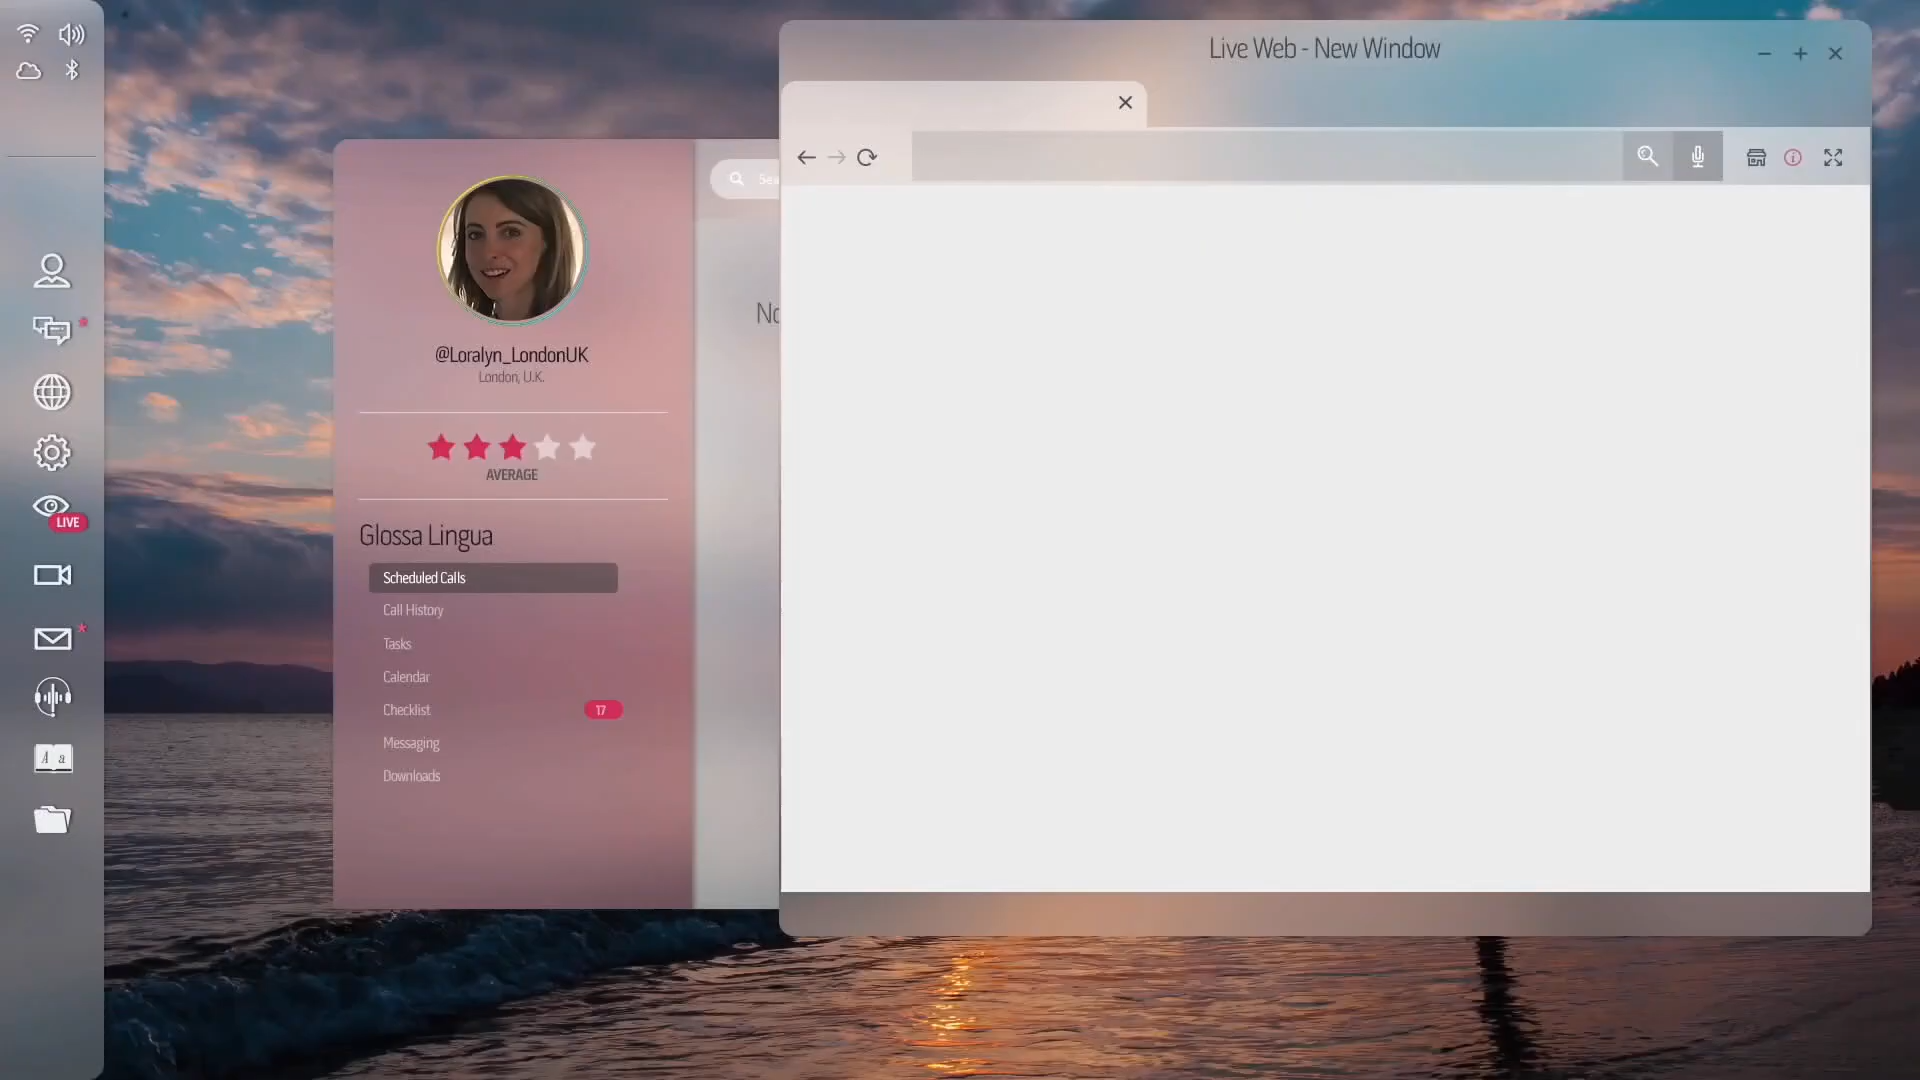 Live Web - New Window
@Loralyn_LondonUK
London, U.K.
AVERAGE
Glossa Lingua
Scheduled Calls
Call History
Tasks
Calendar
Checklist 17
Messaging
Downloads
LIVE
A a